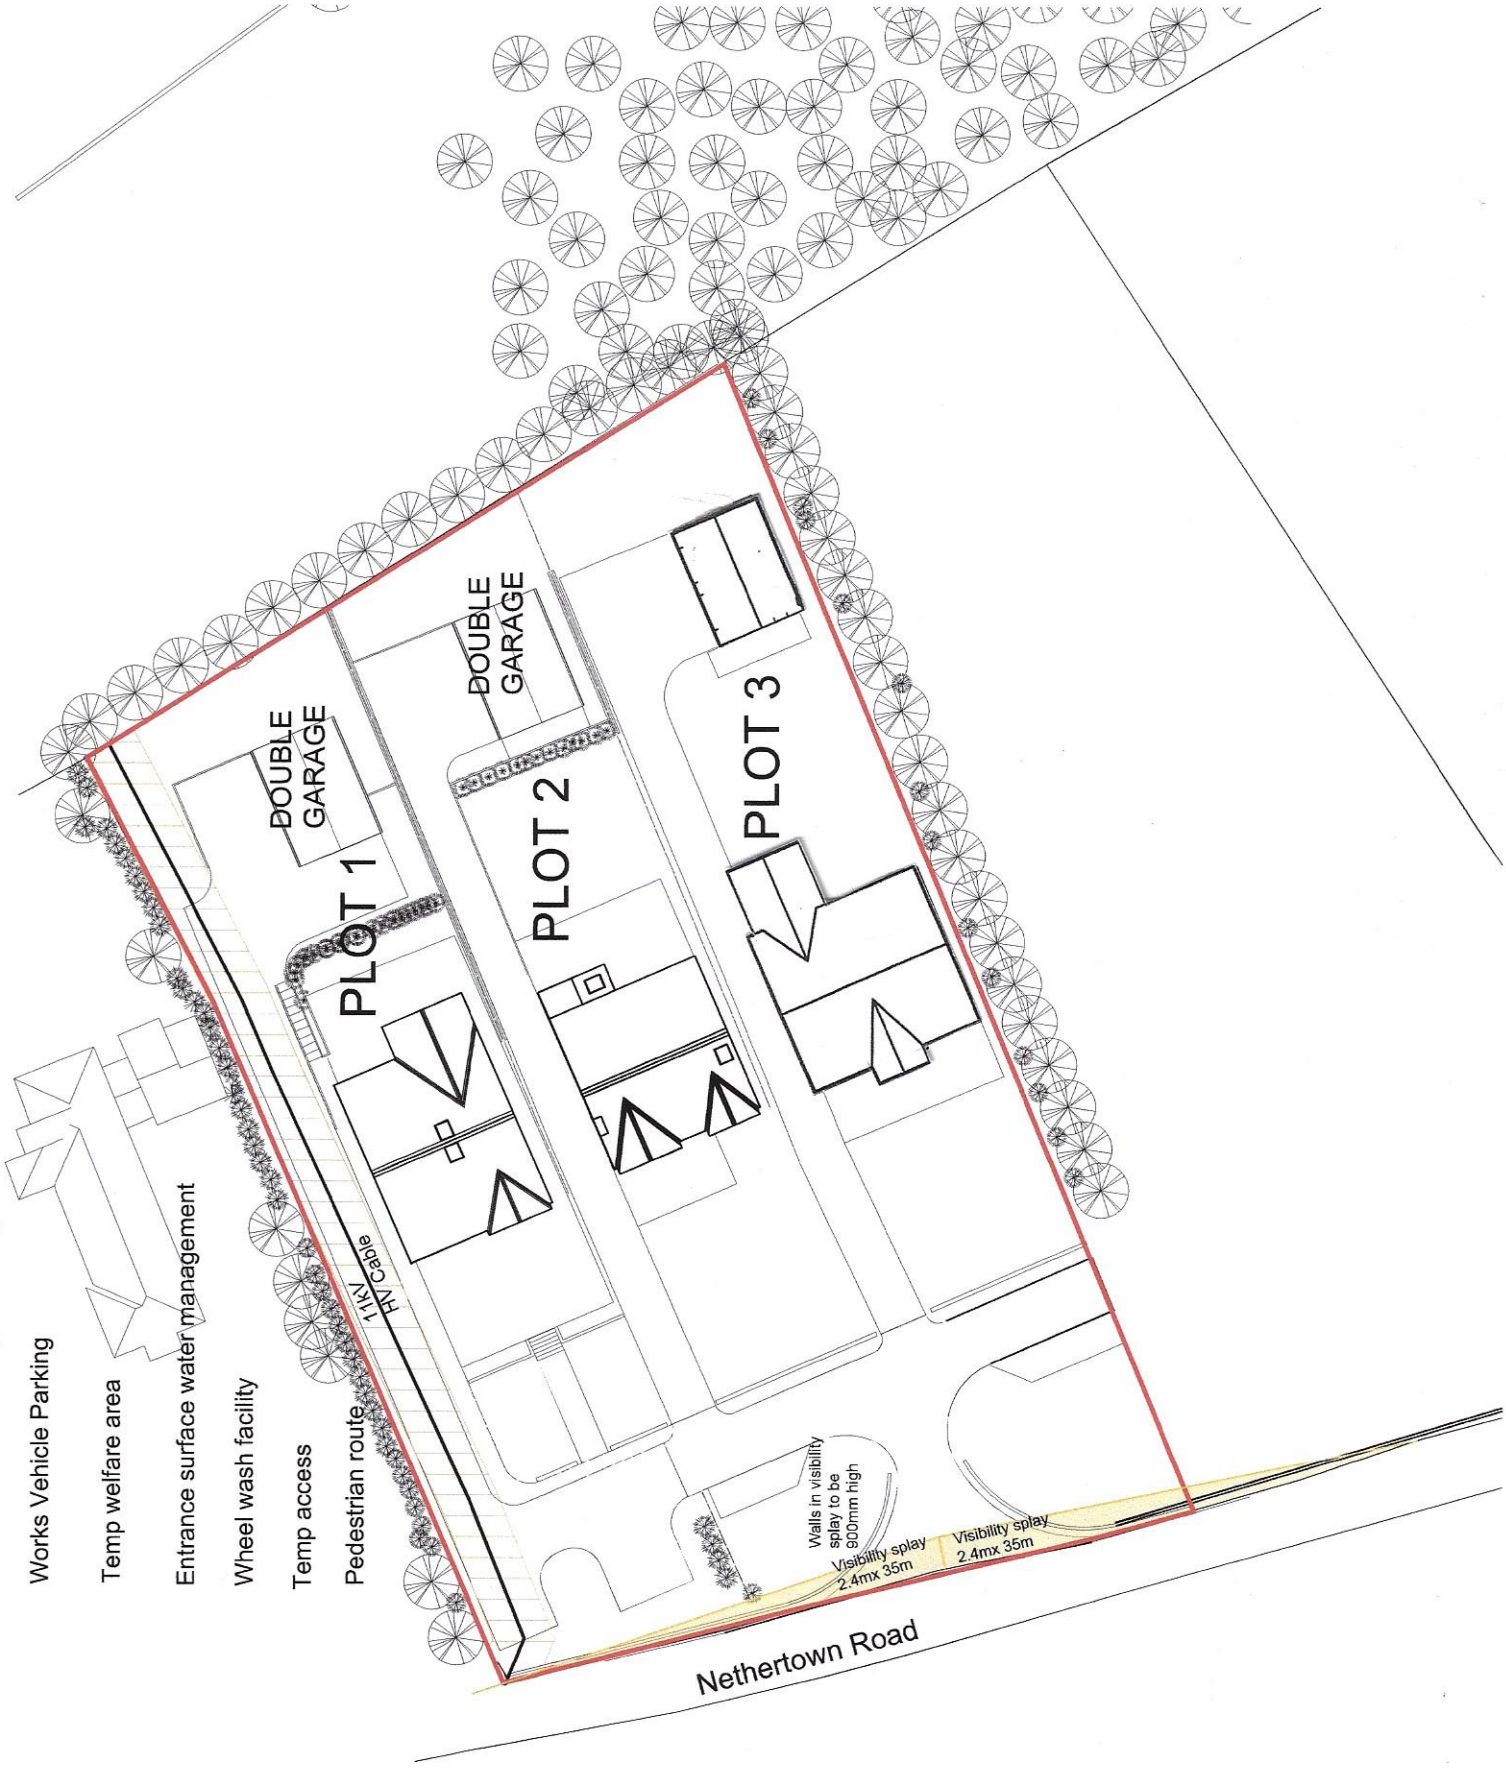 Works Vehicle Parking
Temp welfare area
Entrance surface water management
Wheel wash facility
Temp access
Pedestrian route
11kV
HV Cable
DOUBLE
GARAGE
PLOT 1
DOUBLE
GARAGE
PLOT 2
PLOT 3
Walls in visibility
splay to be
900mm high
Visibility splay
2.4mx 35m
Visibility splay
2.4mx 35m
Nethertown Road